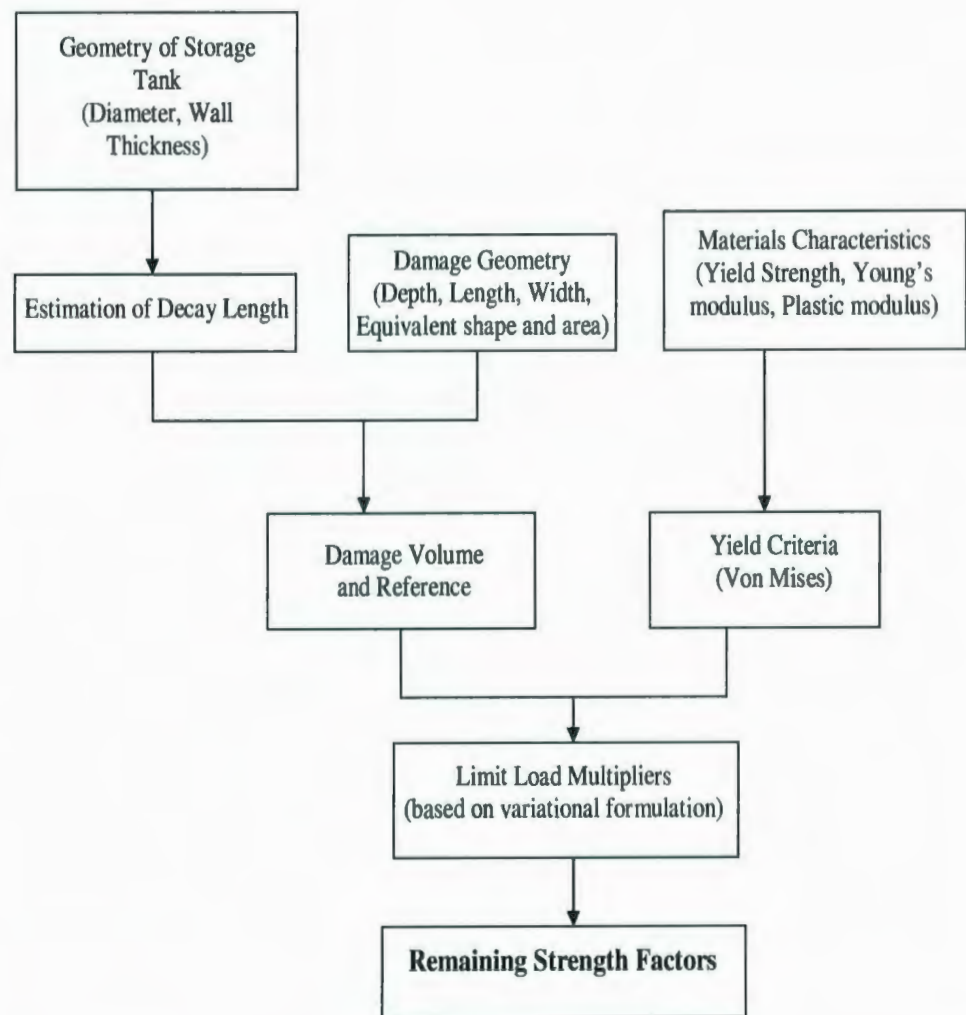 Geometry of Storage
Tank
(Diameter, Wall
Thickness)
Estimation of Decay Length
Damage Geometry
(Depth, Length, Width,
Equivalent shape and area)
Materials Characteristics
(Yield Strength, Young's
modulus, Plastic modulus)
Damage Volume
and Reference
Yield Criteria
(Von Mises)
Limit Load Multipliers
(based on variational formulation)
Remaining Strength Factors